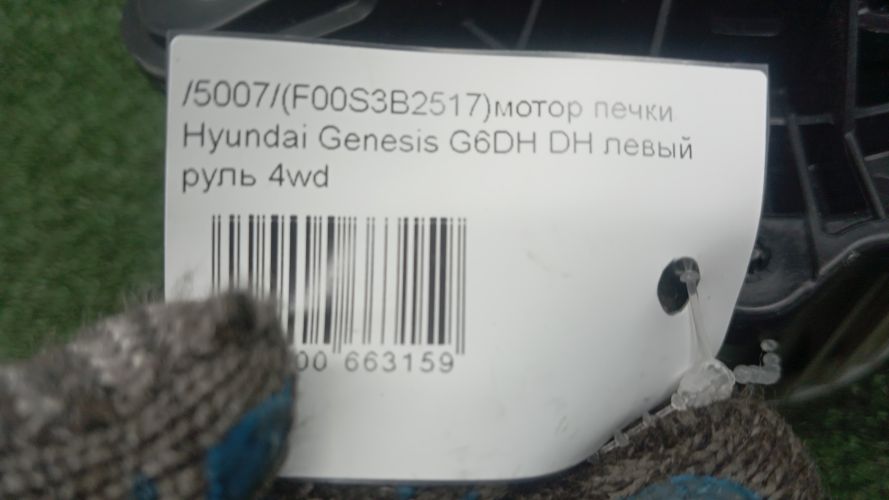 /5007/(F00S3B2517)мотор печки
Hyundai Genesis G6DH DH левый
руль 4wd
00 663159